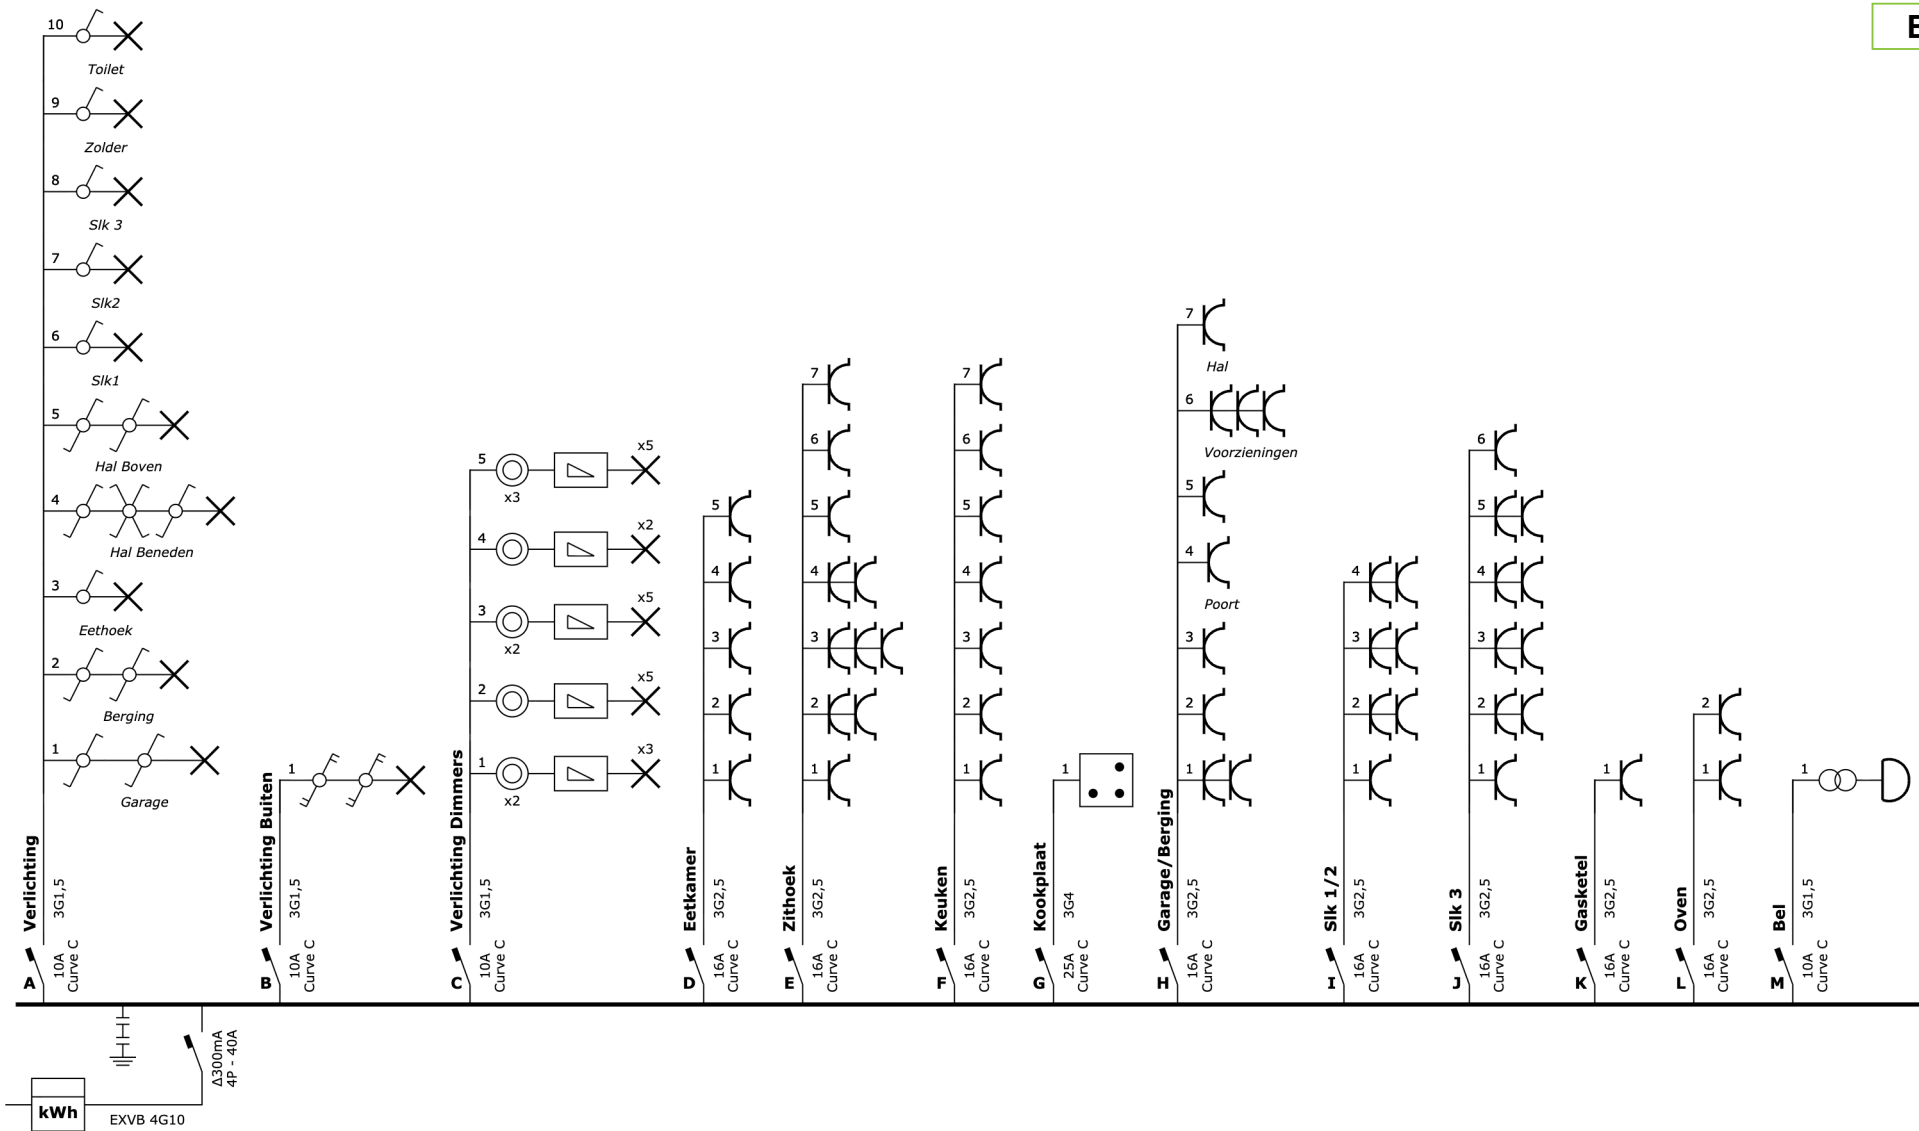 E
10
Toilet
9
Zolder
8
Slk 3
7
Slk2
6
Slk1
5
Hal Boven
4
Hal Beneden
3
Eethoek
2
Berging
1
Garage
Verlichting
3G1,5
A
10A
Curve C
1
Verlichting Buiten
3G1,5
B
10A
Curve C
5
x3
x5
4
x2
3
x2
x5
2
x5
1
x2
x3
Verlichting Dimmers
3G1,5
C
10A
Curve C
5
4
3
2
1
Eetkamer
3G2,5
D
16A
Curve C
7
6
5
4
3
2
1
Zithoek
3G2,5
E
16A
Curve C
7
6
5
4
3
2
1
Keuken
3G2,5
F
16A
Curve C
1
Kookplaat
3G4
G
25A
Curve C
7
Hal
6
Voorzieningen
5
4
Poort
3
2
1
Garage/Berging
3G2,5
H
16A
Curve C
4
3
2
1
Slk 1/2
3G2,5
I
16A
Curve C
6
5
4
3
2
1
Slk 3
3G2,5
J
16A
Curve C
1
Gasketel
3G2,5
K
16A
Curve C
2
1
Oven
3G2,5
L
16A
Curve C
1
Bel
3G1,5
M
10A
Curve C
Δ300mA
4P - 40A
kWh
EXVB 4G10